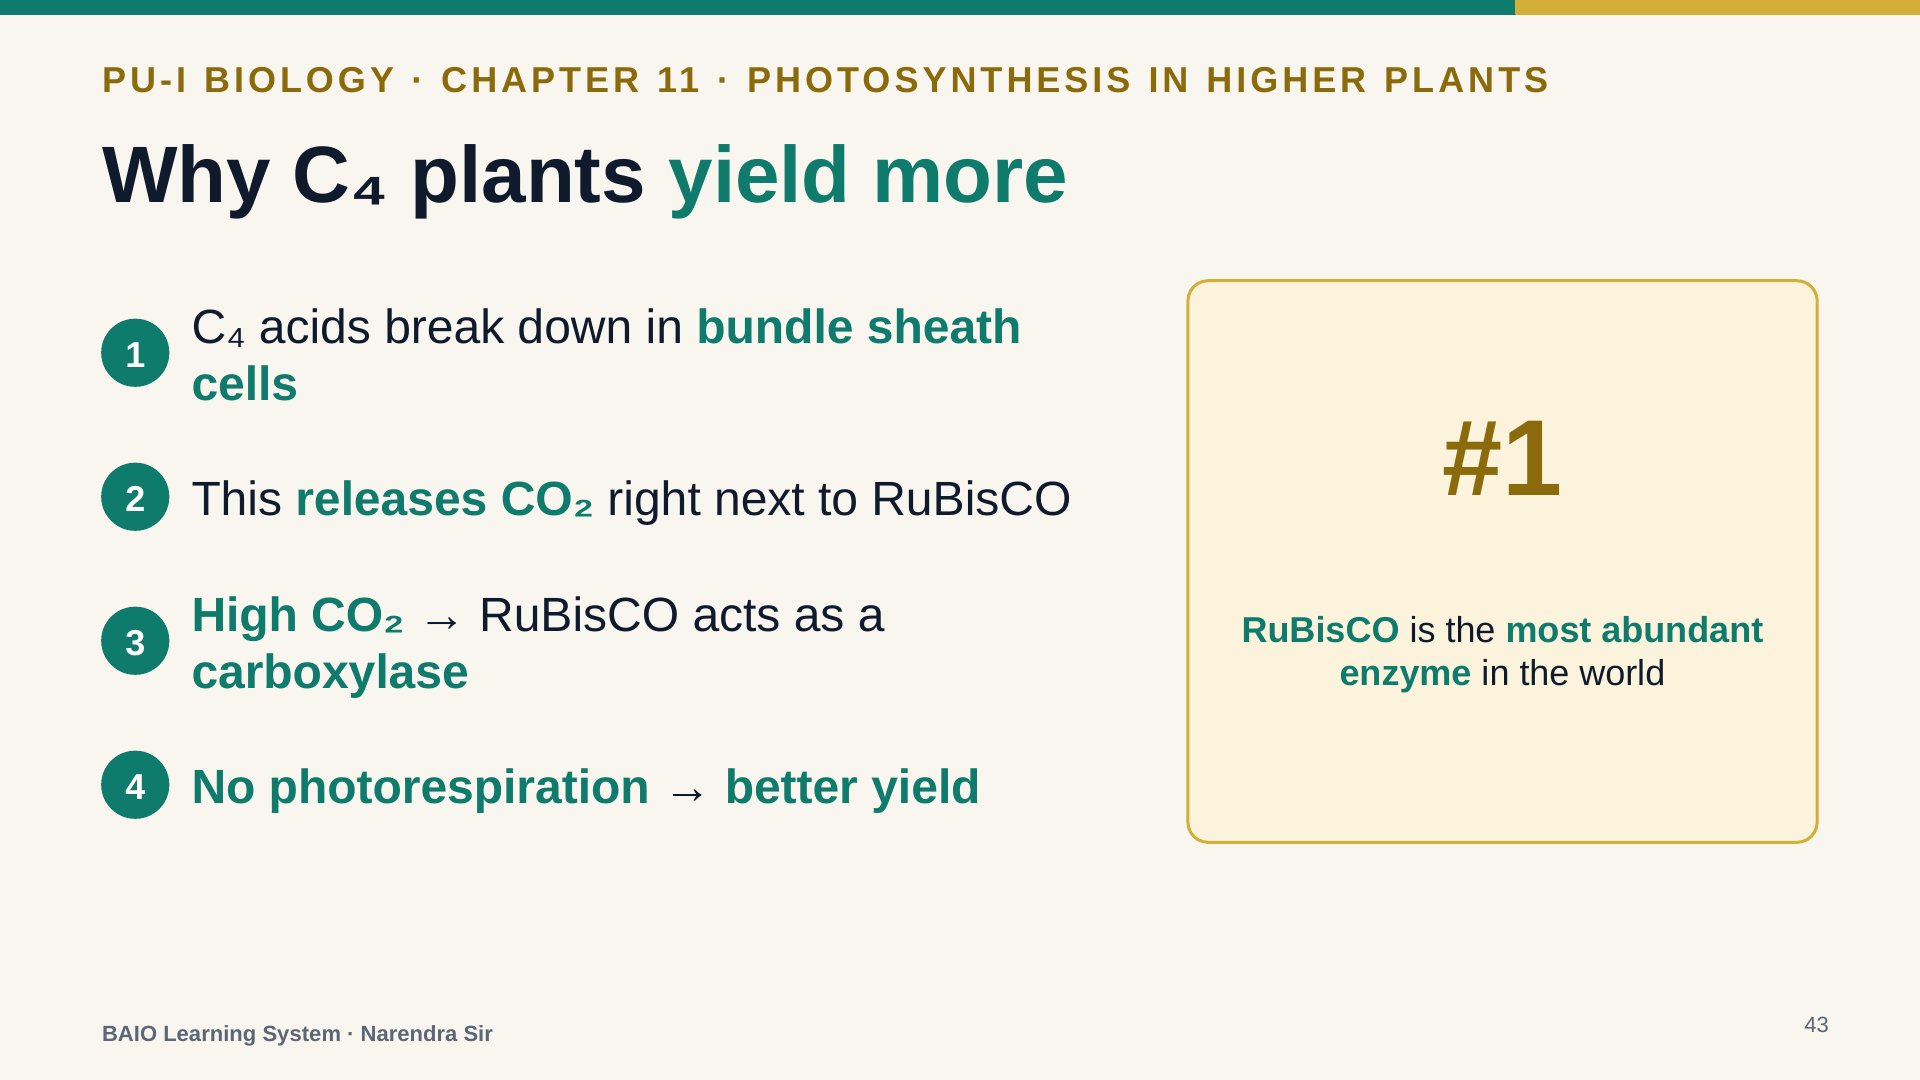 PU-I BIOLOGY · CHAPTER 11 · PHOTOSYNTHESIS IN HIGHER PLANTS
Why C₄ plants yield more
1
C₄ acids break down in bundle sheath
cells
2
This releases CO₂ right next to RuBisCO
3
High CO₂ → RuBisCO acts as a
carboxylase
4
No photorespiration → better yield
#1
RuBisCO is the most abundant
enzyme in the world
BAIO Learning System · Narendra Sir
43